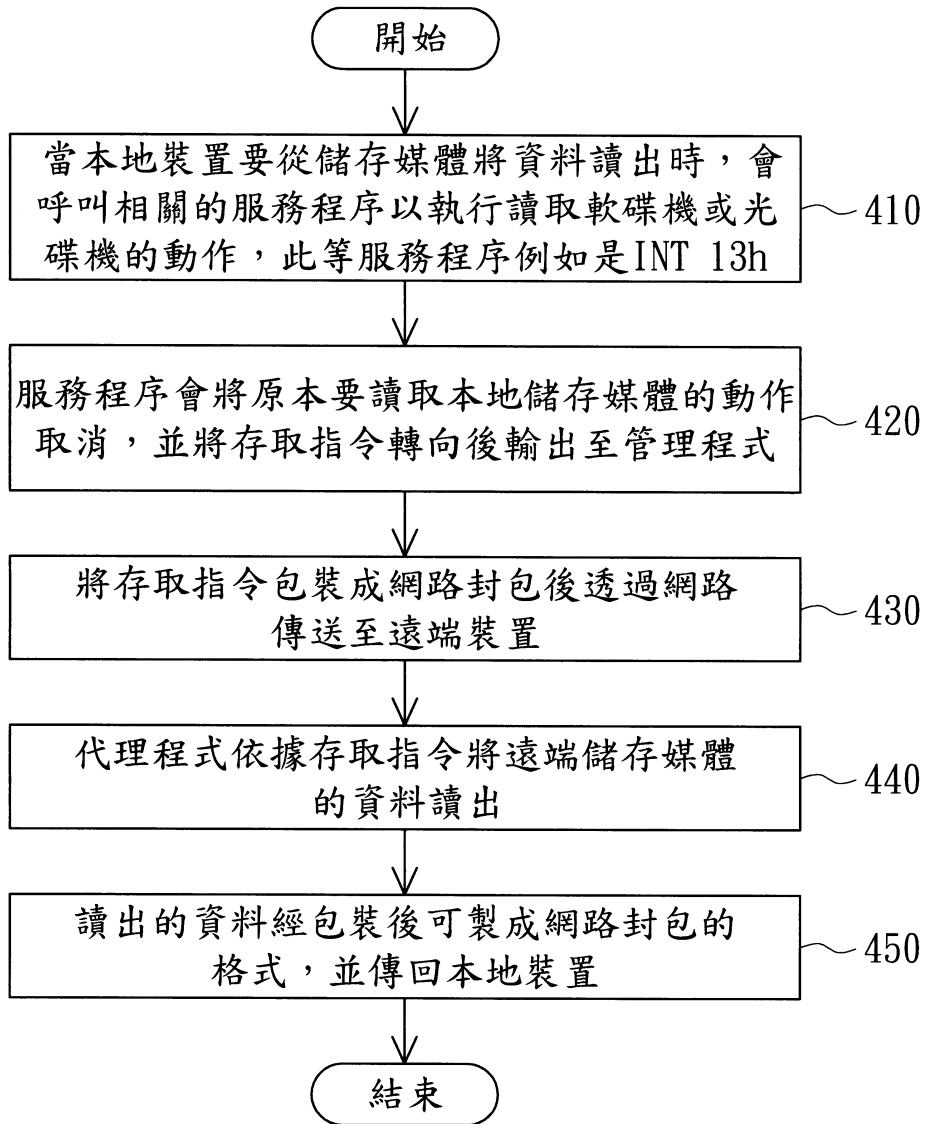 開始
當本地裝置要從儲存媒體將資料讀出時，會
呼叫相關的服務程序以執行讀取軟碟機或光
碟機的動作，此等服務程序例如是INT 13h
410
服務程序會將原本要讀取本地儲存媒體的動作
取消，並將存取指令轉向後輸出至管理程式
420
將存取指令包裝成網路封包後透過網路
傳送至遠端裝置
430
代理程式依據存取指令將遠端儲存媒體
的資料讀出
440
讀出的資料經包裝後可製成網路封包的
格式，並傳回本地裝置
450
結束